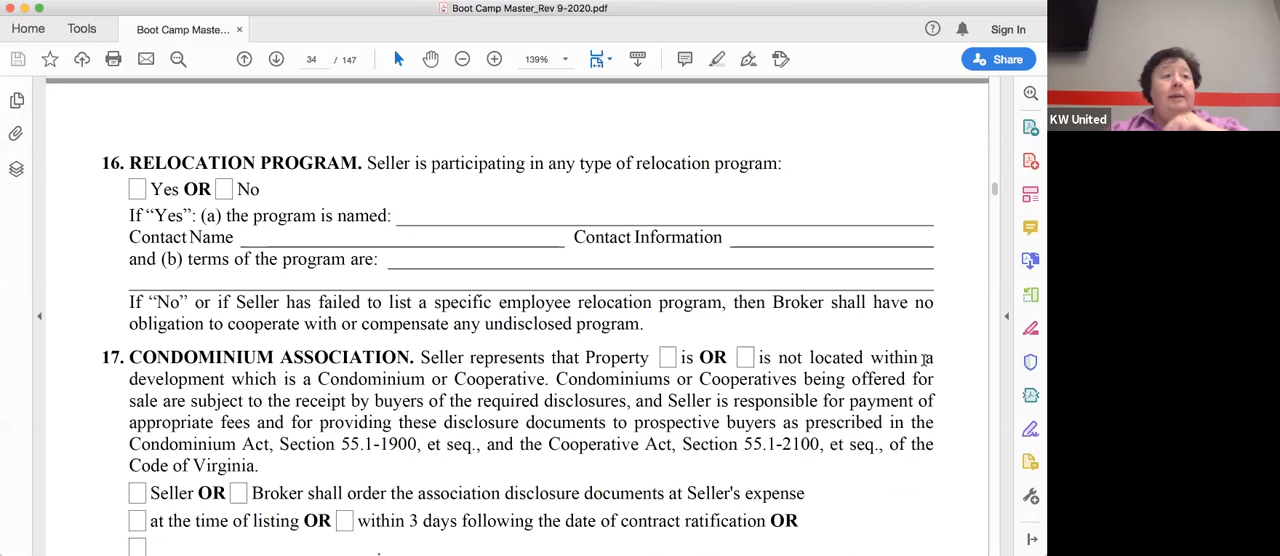 Boot Camp Master_Rev 9-2020.pdf
Home
Tools
Boot Camp Maste...
×
Sign In
34 / 147
139%
Share
KW United
16. RELOCATION PROGRAM. Seller is participating in any type of relocation program:
Yes OR No
If “Yes”: (a) the program is named:
Contact Name Contact Information
and (b) terms of the program are:
If “No” or if Seller has failed to list a specific employee relocation program, then Broker shall have no
obligation to cooperate with or compensate any undisclosed program.
17. CONDOMINIUM ASSOCIATION. Seller represents that Property is OR is not located within a
development which is a Condominium or Cooperative. Condominiums or Cooperatives being offered for
sale are subject to the receipt by buyers of the required disclosures, and Seller is responsible for payment of
appropriate fees and for providing these disclosure documents to prospective buyers as prescribed in the
Condominium Act, Section 55.1-1900, et seq., and the Cooperative Act, Section 55.1-2100, et seq., of the
Code of Virginia.
Seller OR Broker shall order the association disclosure documents at Seller's expense
at the time of listing OR within 3 days following the date of contract ratification OR